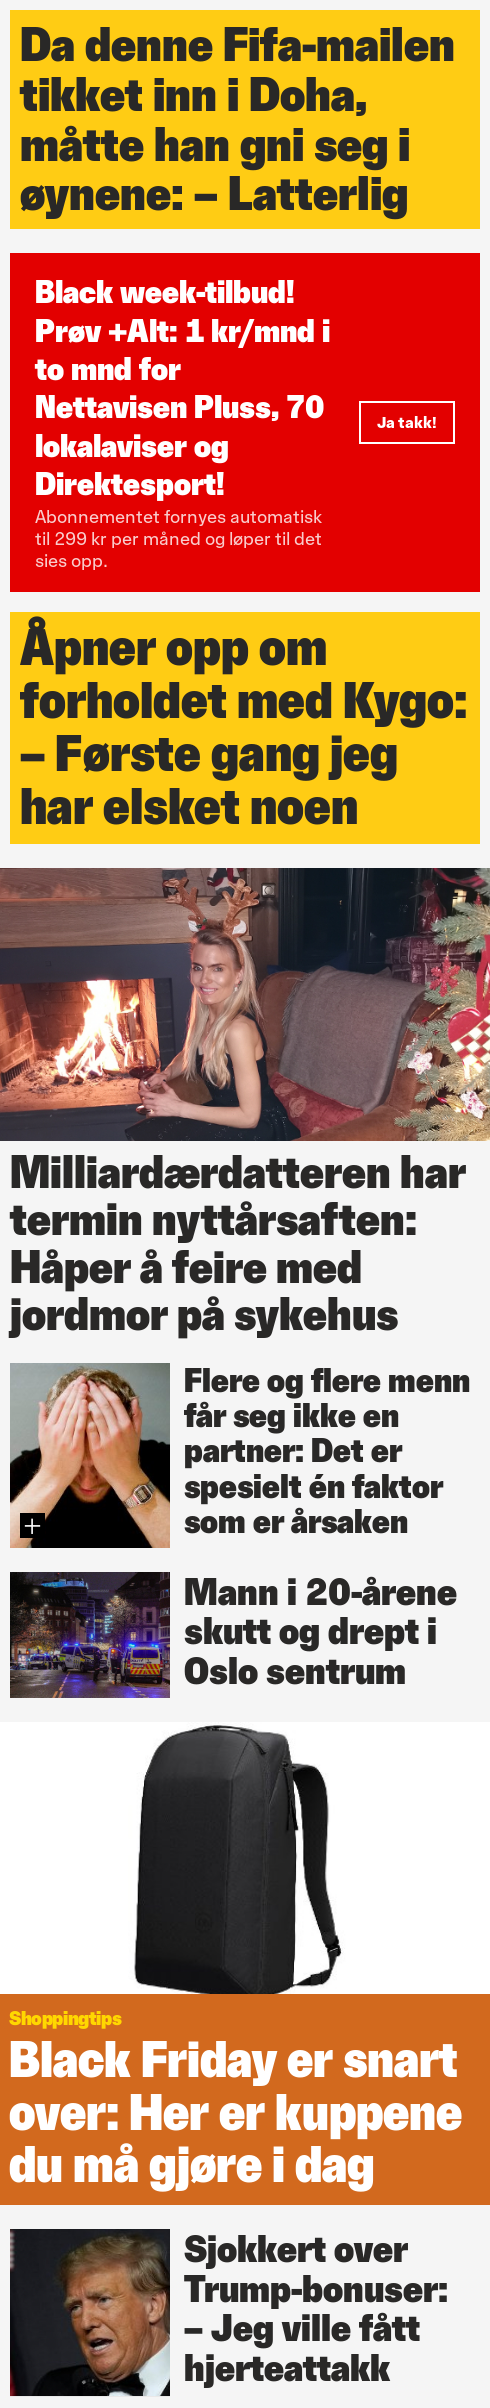 Da denne Fifa-mailen
tikket inn i Doha,
måtte han gni seg i
øynene: – Latterlig
Black week-tilbud!
Prøv +Alt: 1 kr/mnd i
to mnd for
Nettavisen Pluss, 70
lokalaviser og
Direktesport!
Abonnementet fornyes automatisk
til 299 kr per måned og løper til det
sies opp.
Ja takk!
Åpner opp om
forholdet med Kygo:
– Første gang jeg
har elsket noen
Milliardærdatteren har
termin nyttårsaften:
Håper å feire med
jordmor på sykehus
Flere og flere menn
får seg ikke en
partner: Det er
spesielt én faktor
som er årsaken
Mann i 20-årene
skutt og drept i
Oslo sentrum
Shoppingtips
Black Friday er snart
over: Her er kuppene
du må gjøre i dag
Sjokkert over
Trump-bonuser:
– Jeg ville fått
hjerteattakk